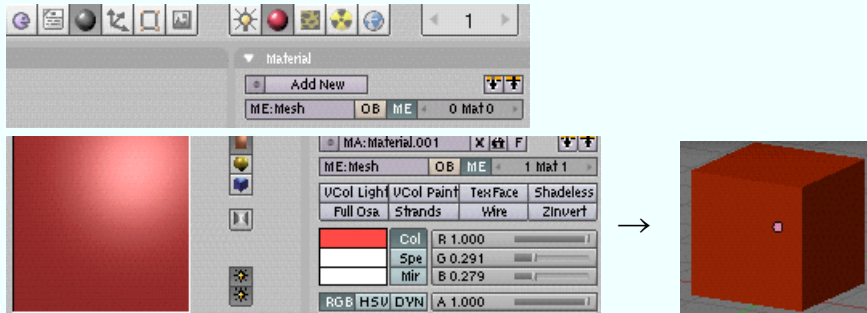 1
Material
Add New
ME:Mesh OB ME 0 Mat 0
MA:Material.001 X F
ME:Mesh OB ME 1 Mat 1
VCol Light VCol Paint TexFace Shadeless
Full Osa Strands Wire ZInvert
Col R 1.000
Spe G 0.291
Mir B 0.279
RGB HSV DYN A 1.000